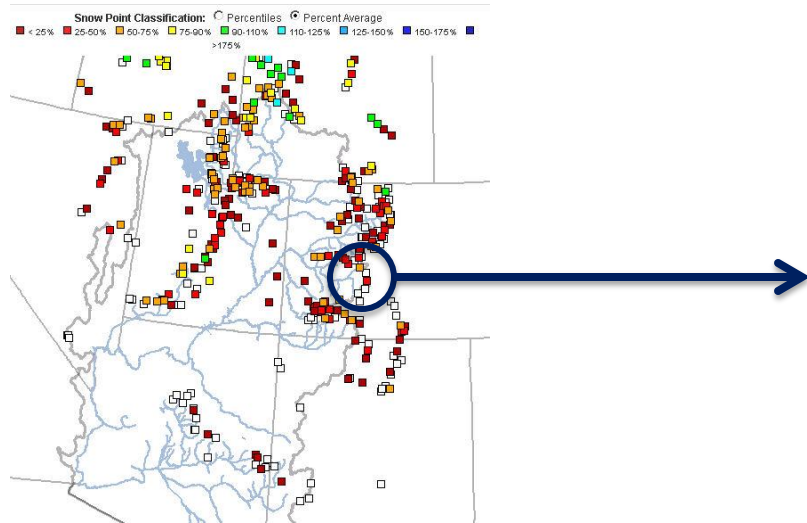 Snow Point Classification: Percentiles Percent Average
< 25% 25-50% 50-75% 75-90% 90-110% 110-125% 125-150% 150-175%
>175%